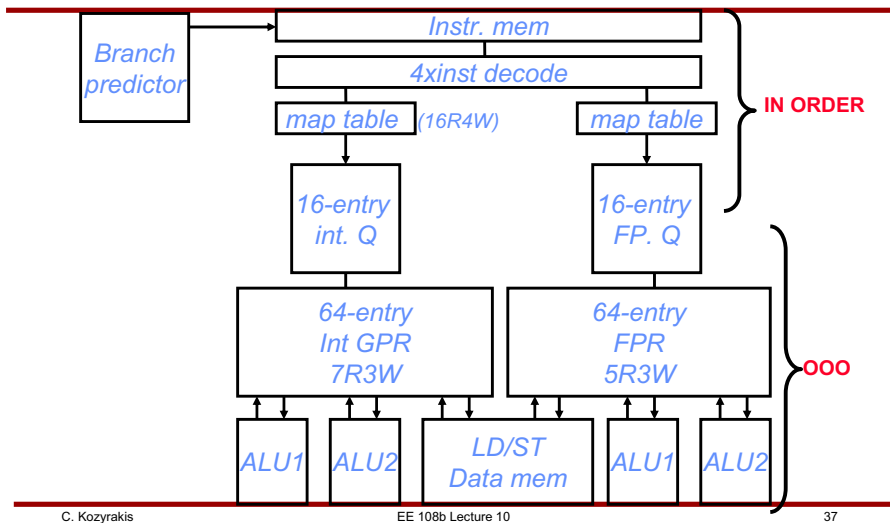 Instr. mem
Branch
predictor
4xinst decode
IN ORDER
map table
(16R4W)
map table
16-entry
int. Q
16-entry
FP. Q
64-entry
Int GPR
7R3W
64-entry
FPR
5R3W
OOO
ALU1
ALU2
LD/ST
Data mem
ALU1
ALU2
C. Kozyrakis
EE 108b Lecture 10
37